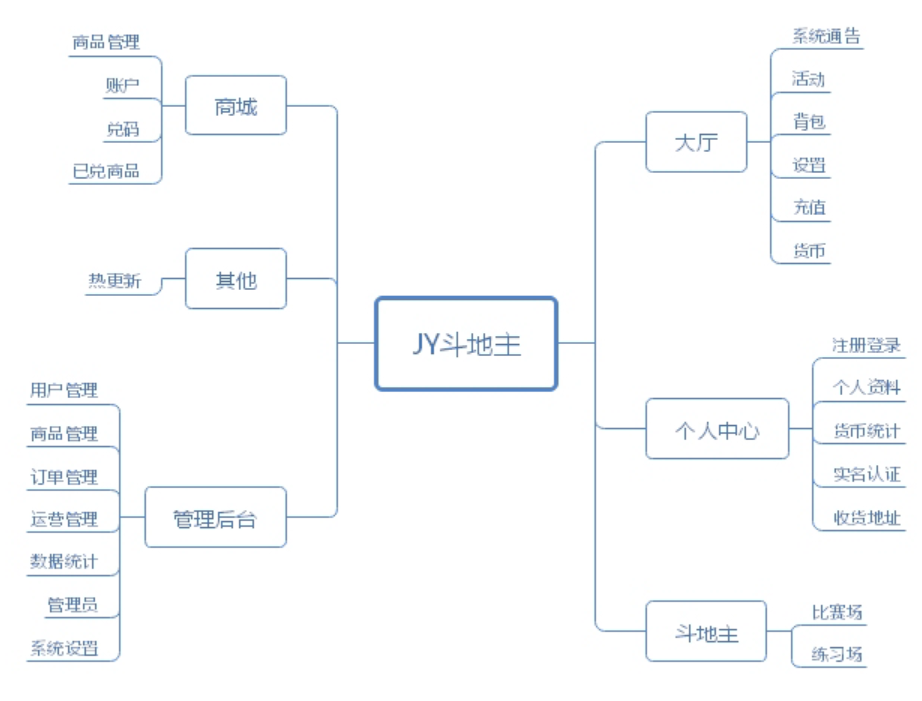 JY斗地主
商城
商品管理
账户
兑码
已兑商品
其他
热更新
管理后台
用户管理
商品管理
订单管理
运营管理
数据统计
管理员
系统设置
大厅
系统通告
活动
背包
设置
充值
货币
个人中心
注册登录
个人资料
货币统计
实名认证
收货地址
斗地主
比赛场
练习场